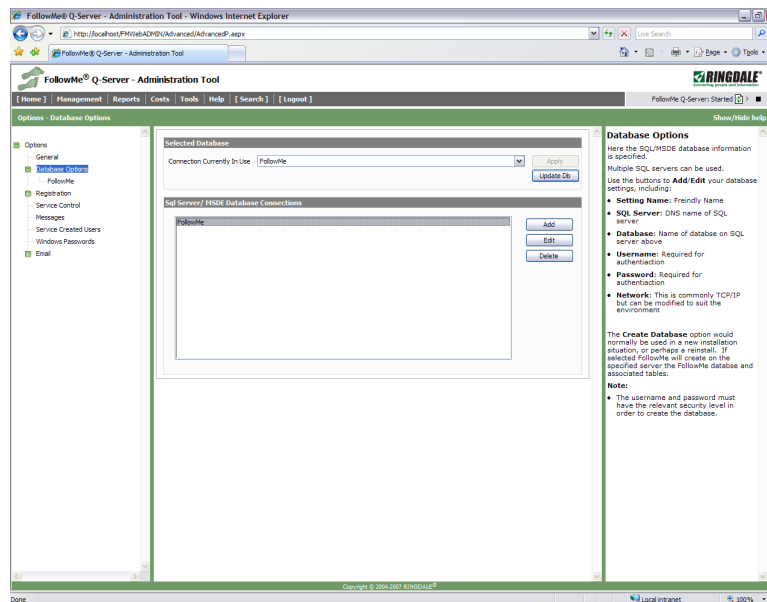 FollowMe® Q-Server - Administration Tool - Windows Internet Explorer
http://localhost/FMWebADMIN/Advanced/AdvancedP.aspx
Live Search
FollowMe® Q-Server - Administration Tool
Page
Tools
FollowMe® Q-Server - Administration Tool
RINGDALE®
Connecting people and information
[ Home ] Management Reports Costs Tools Help [ Search ] [ Logout ]
FollowMe Q-Server: Started
Options - Database Options
Show/Hide help
Options
General
Database Options
FollowMe
Registration
Service Control
Messages
Service Created Users
Windows Passwords
Email
Selected Database
Connection Currently In Use FollowMe
Apply
Update Db
Sql Server/ MSDE Database Connections
FollowMe
Add
Edit
Delete
Database Options
Here the SQL/MSDE database information
is specified.
Multiple SQL servers can be used.
Use the buttons to Add/Edit your database
settings, including:
• Setting Name: Freindly Name
• SQL Server: DNS name of SQL
server
• Database: Name of databse on SQL
server above
• Username: Required for
authentiaction
• Password: Required for
authentiaction
• Network: This is commonly TCP/IP
but can be modified to suit the
environment
The Create Database option would
normally be used in a new installation
situation, or perhaps a reinstall. If
selected FollowMe will create on the
specified server the FollowMe databse and
associated tables.
Note:
• The username and password must
have the relevant security level in
order to create the database.
Copyright © 2004-2007 RINGDALE®
Done
Local intranet
100%